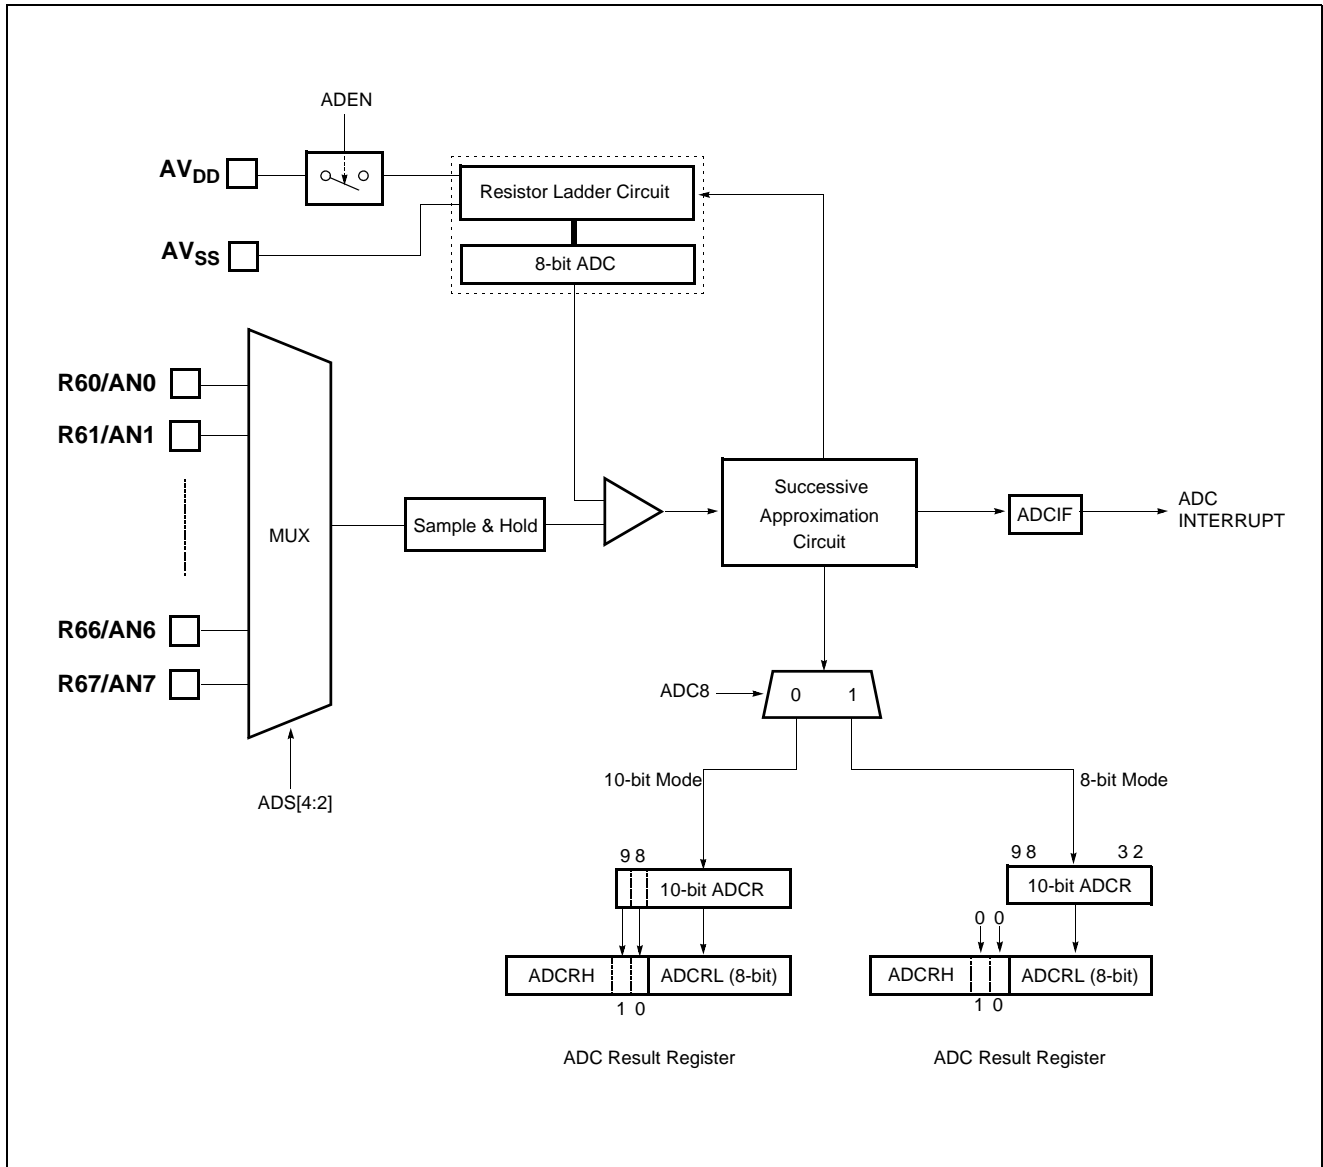 ADEN
AVDD
Resistor Ladder Circuit
AVSS
8-bit ADC
R60/AN0
R61/AN1
MUX
Sample & Hold
Successive
Approximation
Circuit
ADCIF
ADC
INTERRUPT
R66/AN6
R67/AN7
ADC8
0 1
ADS[4:2]
10-bit Mode
8-bit Mode
9 8
10-bit ADCR
9 8 3 2
10-bit ADCR
0 0
ADCRH
ADCRL (8-bit)
1 0
ADCRH
ADCRL (8-bit)
1 0
ADC Result Register
ADC Result Register